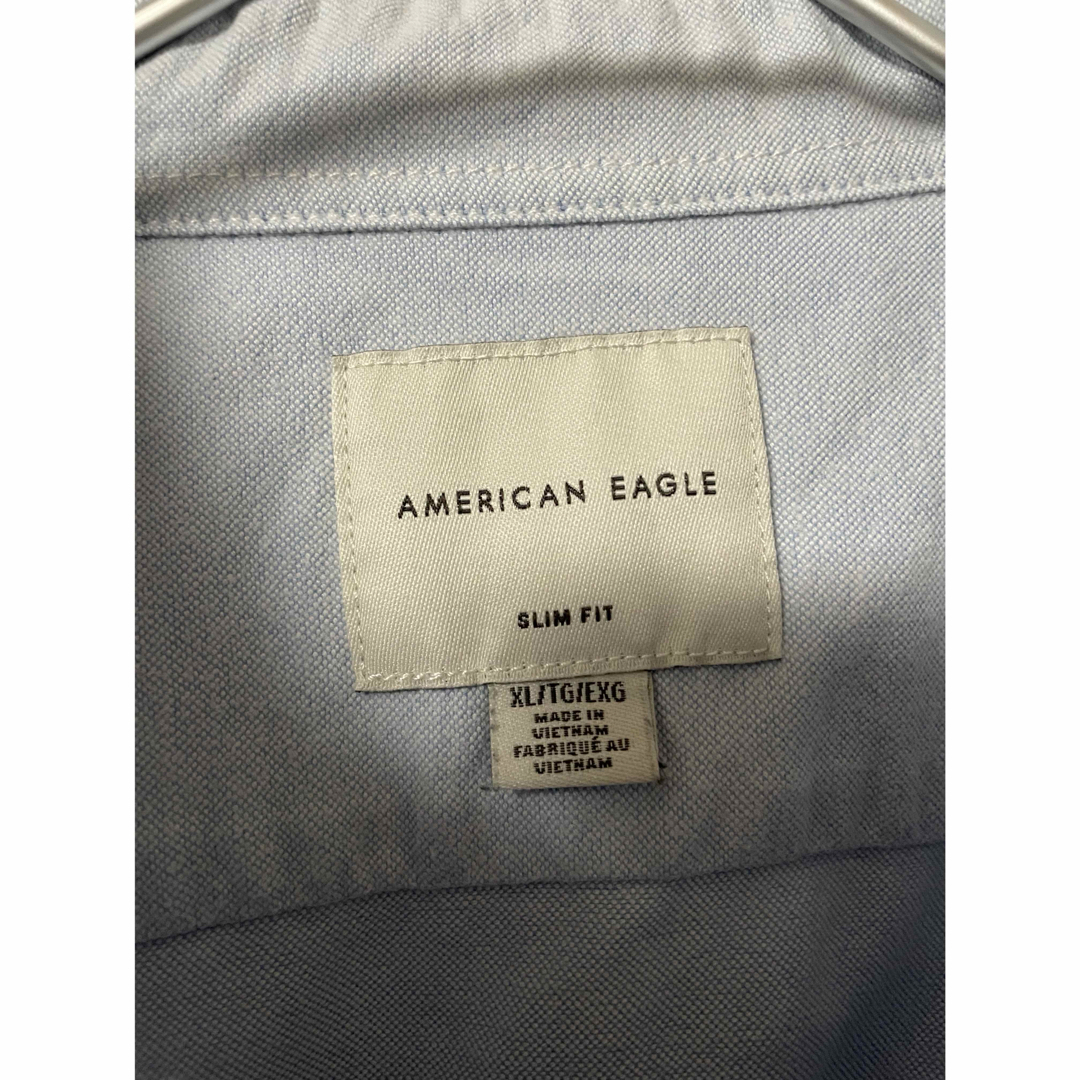 AMERICAN EAGLE
SLIM FIT
XL/TG/EXG
MADE IN
VIETNAM
FABRIQUÉ AU
VIETNAM